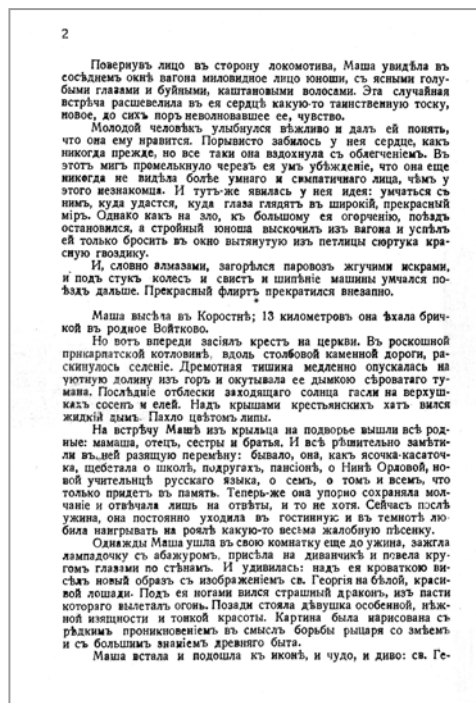 2
Повернувъ лицо въ сторону локомотива, Маша увидѣла въ
сосѣднемъ окнѣ вагона миловидное лицо юноши, съ ясными голу-
быми глазами и буйными, каштановыми волосами. Эта случайная
встрѣча расшевелила въ ея сердцѣ какую-то таинственную тоску,
новое, до сихъ поръ неволновавшее ее, чувство.
Молодой человѣкъ улыбнулся вѣжливо и далъ ей понять,
что она ему нравится. Порывисто забилось у нея сердце, какъ
никогда прежде, но все таки она вздохнула съ облегченіемъ. Въ
этотъ мигъ промелькнуло черезъ ея умъ убѣжденіе, что она еще
никогда не видѣла болѣе умнаго и симпатичнаго лица, чѣмъ у
этого незнакомца. И тутъ-же явилась у нея идея: умчаться съ
нимъ, куда удастся, куда глаза глядятъ въ широкій, прекрасный
міръ. Однако какъ на зло, къ большому ея огорченію, поѣздъ
остановился, а стройный юноша выскочилъ изъ вагона и успѣлъ
ей только бросить въ окно вытянутую изъ петлицы сюртука кра-
сную гвоздику.
И, словно алмазами, загорѣлся паровозъ жгучими искрами,
и подъ стукъ колесъ и свистъ и шипѣніе машины умчался по-
ѣздъ дальше. Прекрасный флиртъ прекратился внезапно.
*
Маша высѣла въ Коростнѣ; 13 километровъ она ѣхала брич-
кой въ родное Войтково.
Но вотъ впереди засіялъ крестъ на церкви. Въ роскошной
прикарпатской котловинѣ, вдоль столбовой каменной дороги, ра-
скинулось селеніе. Дремотная тишина медленно опускалась на
уютную долину изъ горъ и окутывала ее дымкою сѣроватаго ту-
мана. Послѣдніе отблески заходящаго солнца гасли на верхуш-
кахъ сосенъ и елей. Надъ крышами крестьянскихъ хатъ вился
жидкій дымъ. Пахло цвѣтомъ липы.
На встрѣчу Машѣ изъ крыльца на подворье вышли всѣ род-
ные: мамаша, отецъ, сестры и братья. И всѣ рѣшительно замѣти-
ли въ ней разящую перемѣну: бывало, она, какъ ясочка-касаточ-
ка, щебетала о школѣ, подругахъ, пансіонѣ, о Нинѣ Орловой, но-
вой учительницѣ русскаго языка, о семъ, о томъ и всемъ, что
только придетъ въ память. Теперь-же она упорно сохраняла мол-
чаніе и отвѣчала лишь на отвѣты, и то не хотя. Сейчасъ послѣ
ужина, она постоянно уходила въ гостинную и въ темнотѣ лю-
била наигрывать на роялѣ какую-то весьма жалобную пѣсенку.
Однажды Маша ушла въ свою комнатку еще до ужина, зажгла
лампадочку съ абажуромъ, присѣла на диванчикѣ и повела кру-
гомъ глазами по стѣнамъ. И удивилась: надъ ея кроваткою ви-
сѣлъ новый образъ съ изображеніемъ св. Георгія на бѣлой, краси-
вой лошади. Подъ ея ногами вился страшный драконъ, изъ пасти
котораго вылеталъ огонь. Позади стояла дѣвушка особенной, нѣж-
ной изящности и тонкой красоты. Картина была нарисована съ
рѣдкимъ проникновеніемъ въ смыслъ борьбы рыцаря со змѣемъ
и съ большимъ знаніемъ древняго быта.
Маша встала и подошла къ иконѣ, и чудо, и диво: св. Ге-